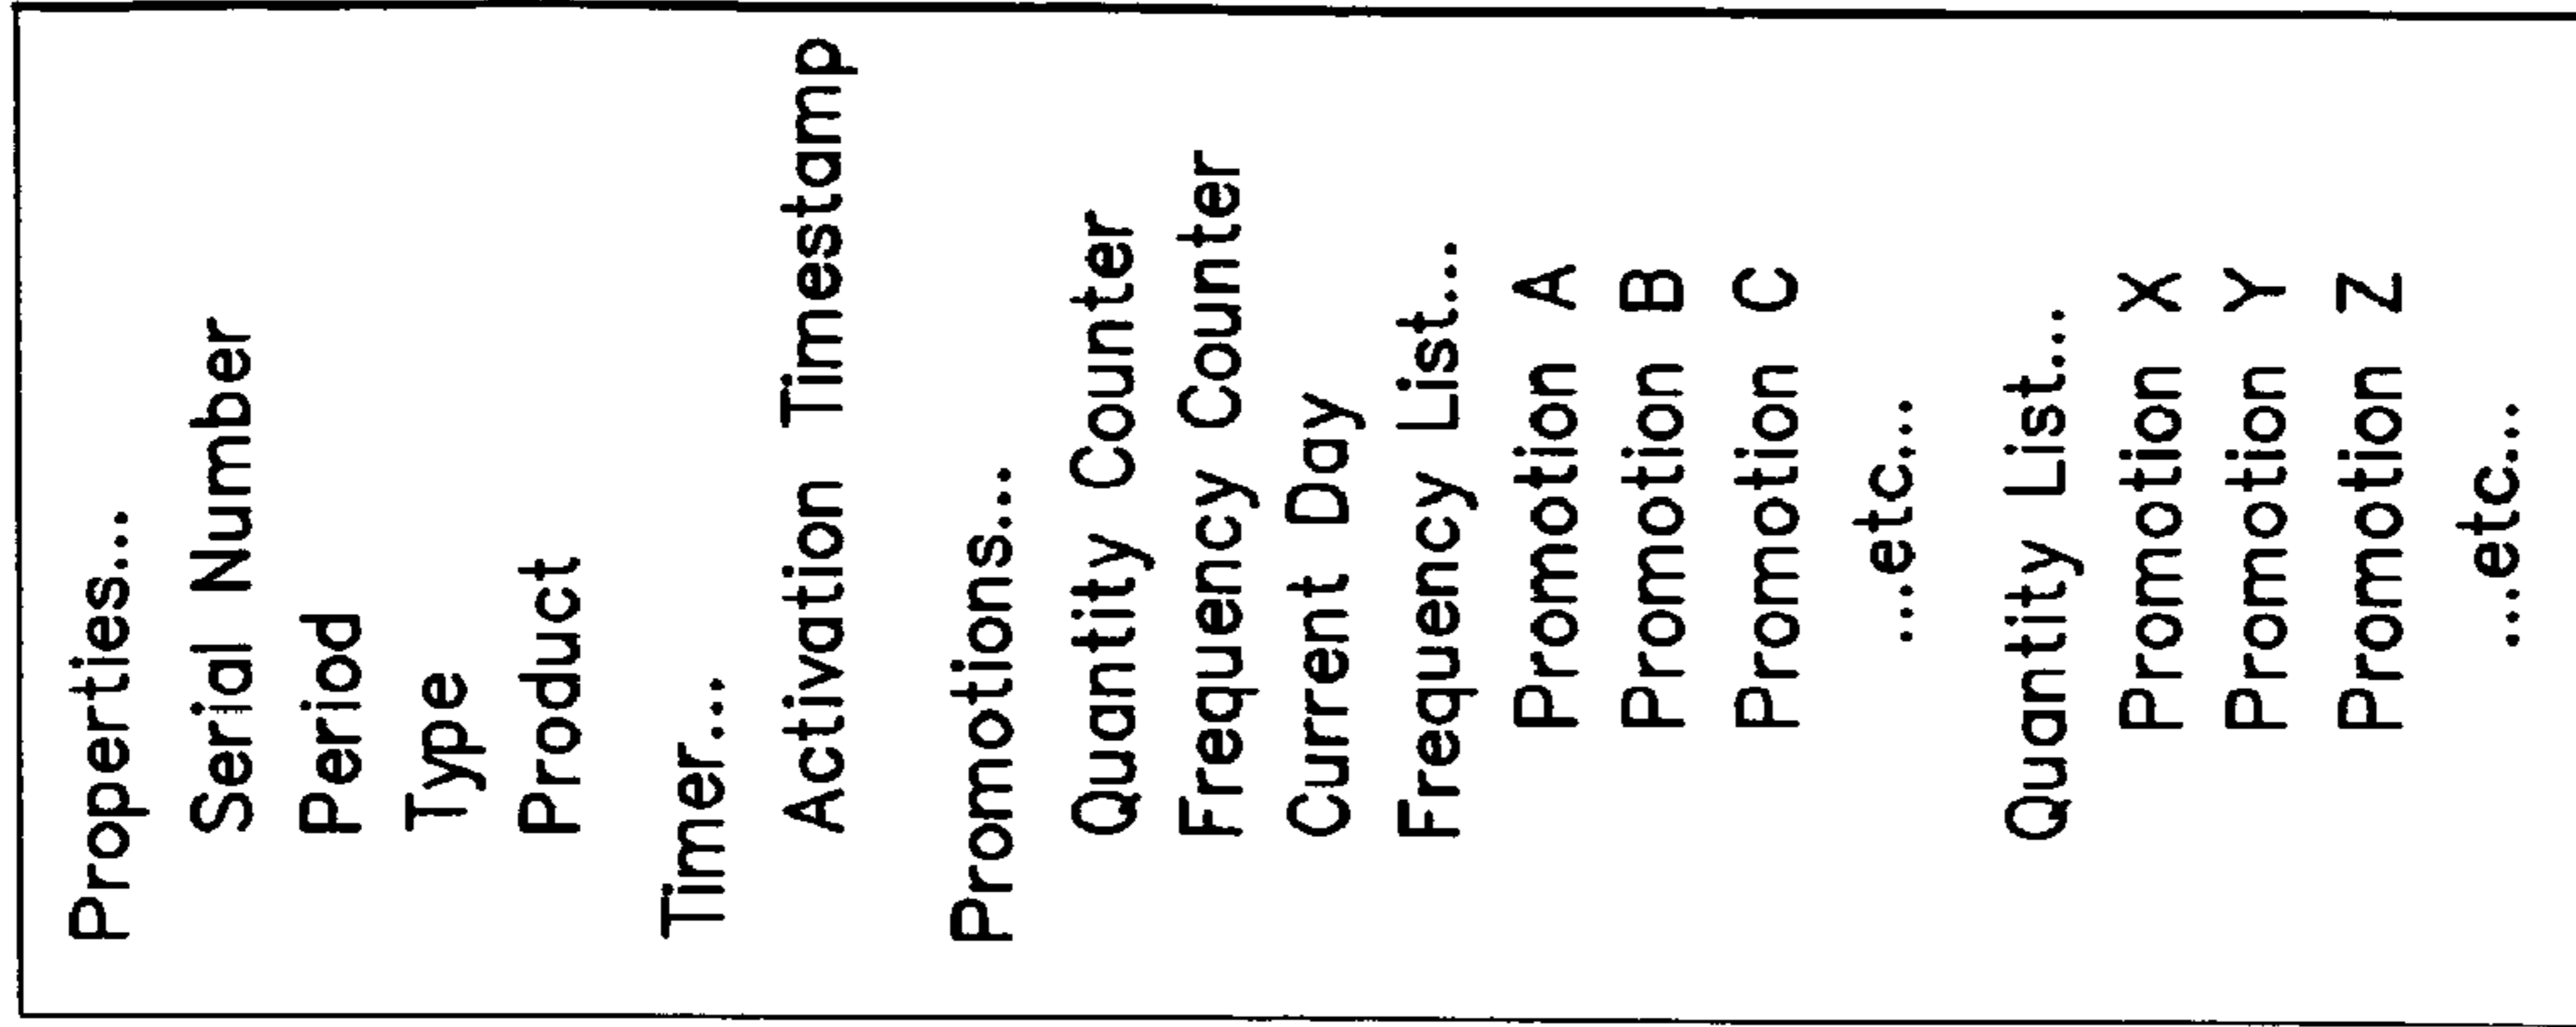 Properties...
Serial Number
Period
Type
Product
Timer...
Activation Timestamp
Promotions...
Quantity Counter
Frequency Counter
Current Day
Frequency List...
Promotion A
Promotion B
Promotion C
...etc...
Quantity List...
Promotion X
Promotion Y
Promotion Z
...etc...